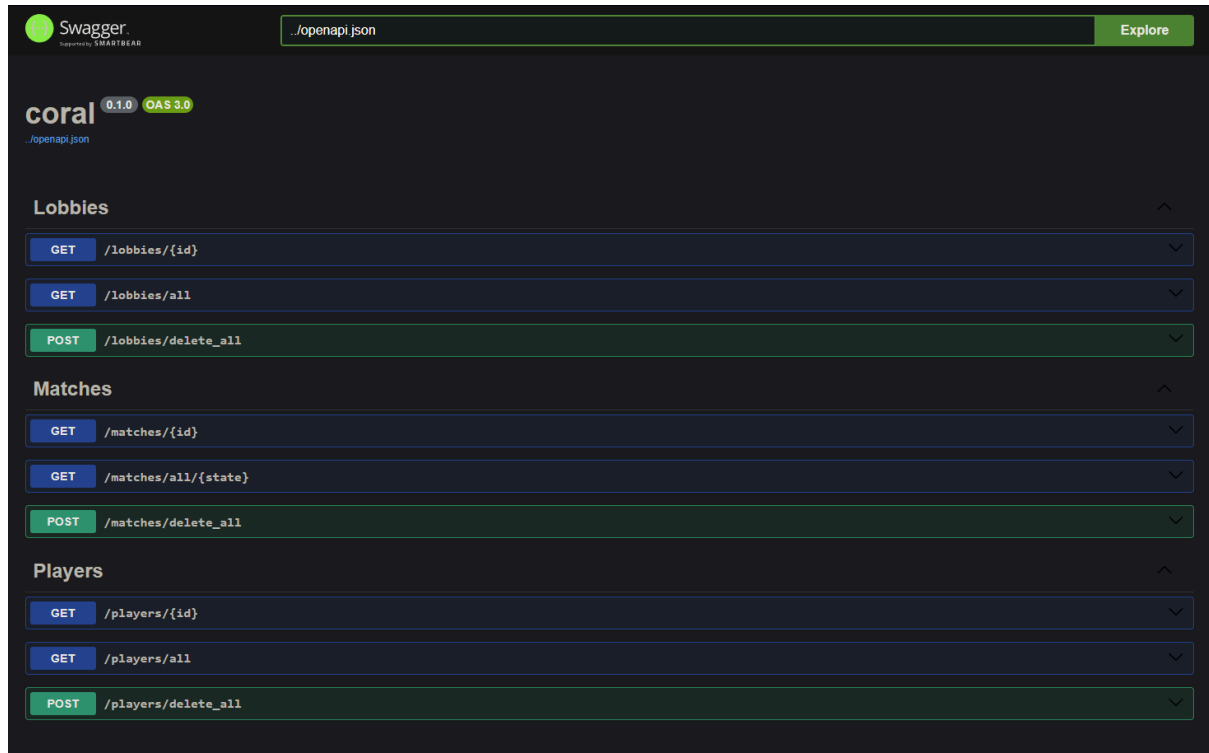 Swagger.
Supported by SMARTBEAR
../openapi.json
Explore
coral 0.1.0 OAS 3.0
../openapi.json
Lobbies
GET /lobbies/{id}
GET /lobbies/all
POST /lobbies/delete_all
Matches
GET /matches/{id}
GET /matches/all/{state}
POST /matches/delete_all
Players
GET /players/{id}
GET /players/all
POST /players/delete_all